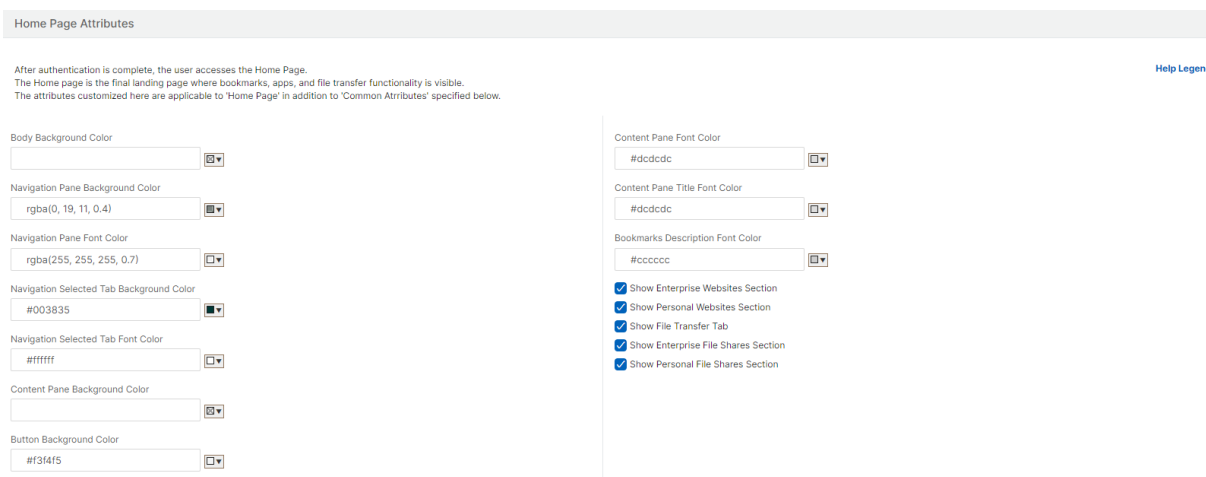 Home Page Attributes
After authentication is complete, the user accesses the Home Page.
The Home page is the final landing page where bookmarks, apps, and file transfer functionality is visible.
The attributes customized here are applicable to 'Home Page' in addition to 'Common Atrributes' specified below.
Help Legen
Body Background Color
Navigation Pane Background Color
rgba(0, 19, 11, 0.4)
Navigation Pane Font Color
rgba(255, 255, 255, 0.7)
Navigation Selected Tab Background Color
#003835
Navigation Selected Tab Font Color
#ffffff
Content Pane Background Color
Button Background Color
#f3f4f5
Content Pane Font Color
#dcdcdc
Content Pane Title Font Color
#dcdcdc
Bookmarks Description Font Color
#cccccc
Show Enterprise Websites Section
Show Personal Websites Section
Show File Transfer Tab
Show Enterprise File Shares Section
Show Personal File Shares Section